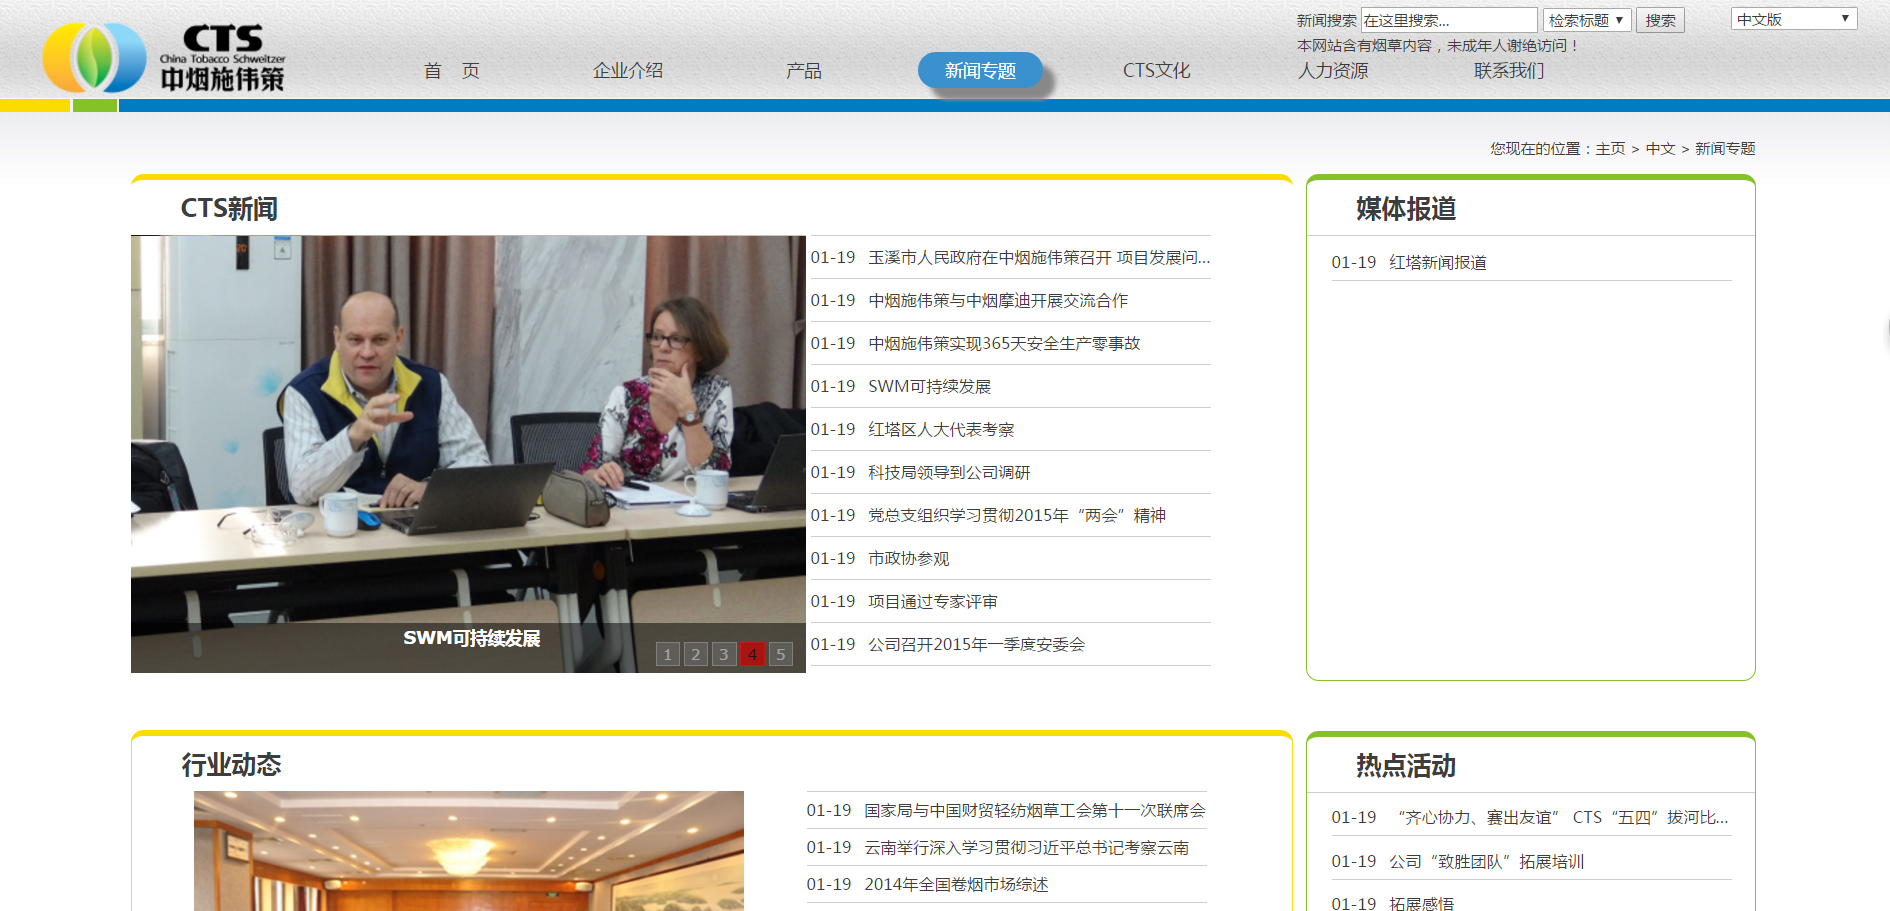 CTS
China Tobacco Schweitzer
中烟施伟策
新闻搜索 在这里搜索... 检索标题 搜索 中文版
本网站含有烟草内容，未成年人谢绝访问！
首 页 企业介绍 产品 新闻专题 CTS文化 人力资源 联系我们
您现在的位置：主页 > 中文 > 新闻专题
CTS新闻
01-19 玉溪市人民政府在中烟施伟策召开 项目发展问...
01-19 中烟施伟策与中烟摩迪开展交流合作
01-19 中烟施伟策实现365天安全生产零事故
01-19 SWM可持续发展
01-19 红塔区人大代表考察
01-19 科技局领导到公司调研
01-19 党总支组织学习贯彻2015年“两会”精神
01-19 市政协参观
01-19 项目通过专家评审
01-19 公司召开2015年一季度安委会
SWM可持续发展
1 2 3 4 5
媒体报道
01-19 红塔新闻报道
行业动态
01-19 国家局与中国财贸轻纺烟草工会第十一次联席会
01-19 云南举行深入学习贯彻习近平总书记考察云南
01-19 2014年全国卷烟市场综述
热点活动
01-19 “齐心协力、赛出友谊” CTS“五四”拔河比...
01-19 公司“致胜团队”拓展培训
01-19 拓展感悟